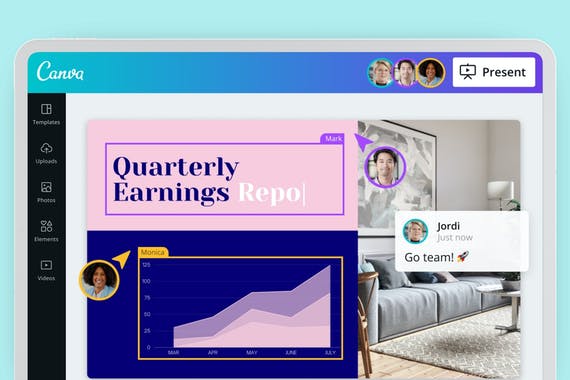 Canva
Present
Templates
Uploads
Photos
Elements
Videos
Mark
Quarterly
Earnings Repo
Jordi
Just now
Go team! 🚀
Monica
125
100
75
50
25
0
MAR APR MAY JUNE JULY